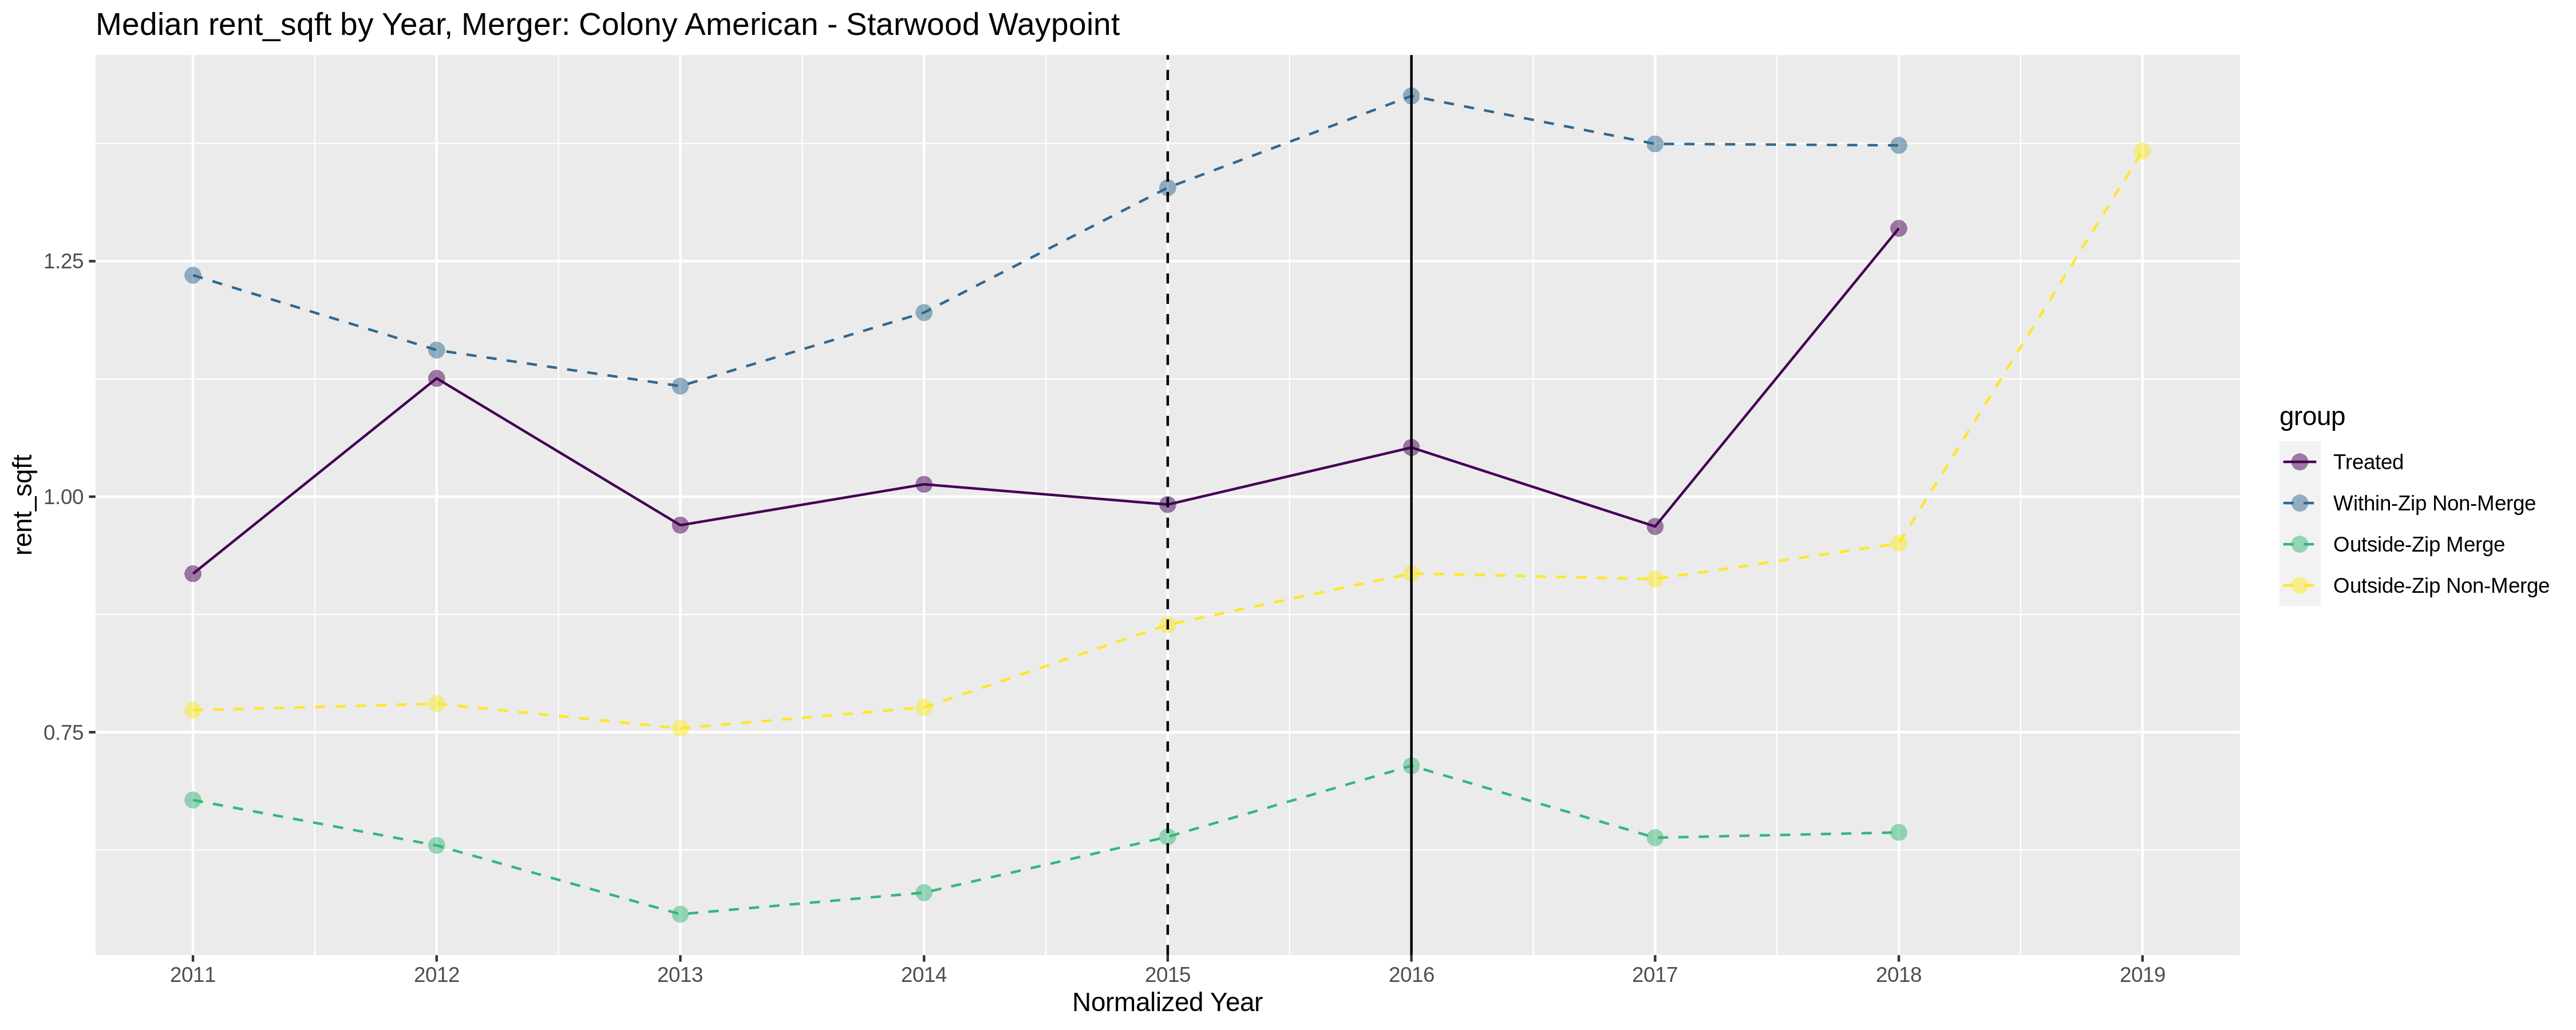 Median rent_sqft by Year, Merger: Colony American - Starwood Waypoint
rent_sqft
1.25
1.00
0.75
2011 2012 2013 2014 2015 2016 2017 2018 2019
Normalized Year
group
Treated
Within-Zip Non-Merge
Outside-Zip Merge
Outside-Zip Non-Merge